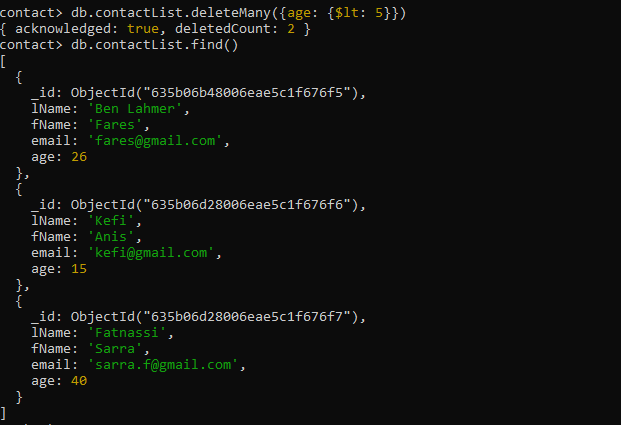 contact> db.contactList.deleteMany({age: {$lt: 5}})
{ acknowledged: true, deletedCount: 2 }
contact> db.contactList.find()
[
  {
    _id: ObjectId("635b06b48006eae5c1f676f5"),
    lName: 'Ben Lahmer',
    fName: 'Fares',
    email: 'fares@gmail.com',
    age: 26
  },
  {
    _id: ObjectId("635b06d28006eae5c1f676f6"),
    lName: 'Kefi',
    fName: 'Anis',
    email: 'kefi@gmail.com',
    age: 15
  },
  {
    _id: ObjectId("635b06d28006eae5c1f676f7"),
    lName: 'Fatnassi',
    fName: 'Sarra',
    email: 'sarra.f@gmail.com',
    age: 40
  }
]